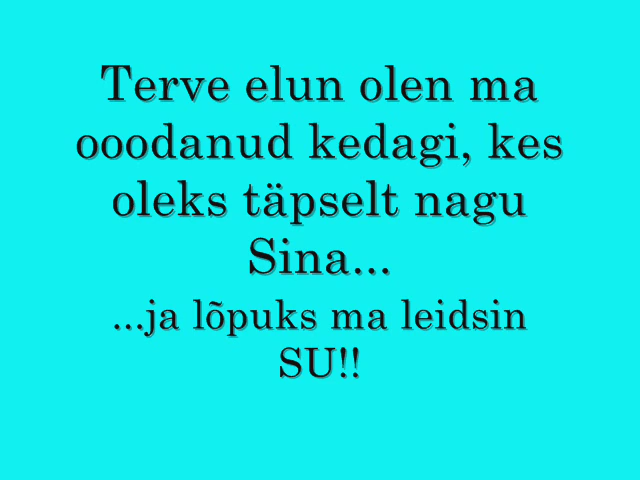 Terve elun olen ma
ooodanud kedagi, kes
oleks täpselt nagu
Sina...
...ja lõpuks ma leidsin
SU!!